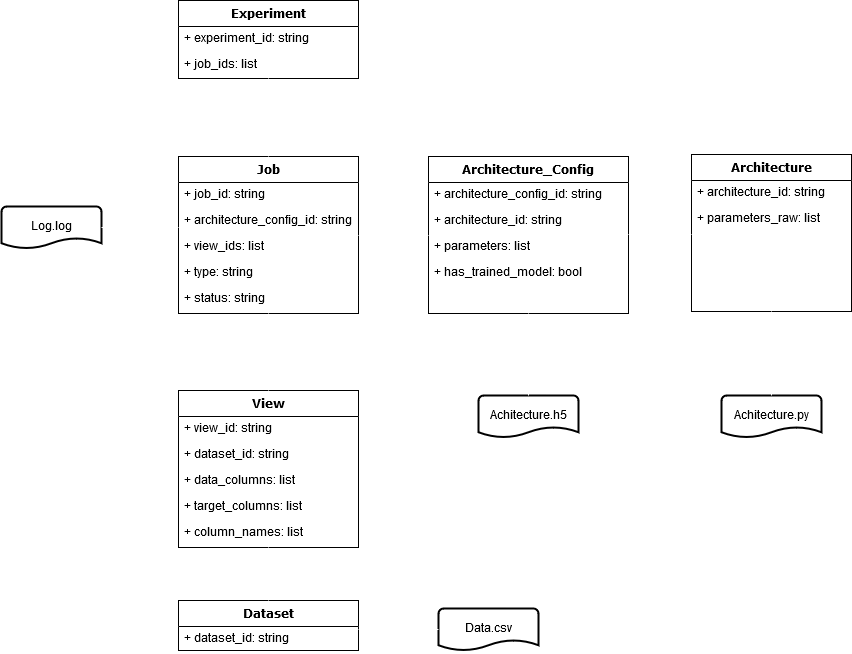 Experiment
+ experiment_id: string
+ job_ids: list
Job
+ job_id: string
+ architecture_config_id: string
+ view_ids: list
+ type: string
+ status: string
Architecture_Config
+ architecture_config_id: string
+ architecture_id: string
+ parameters: list
+ has_trained_model: bool
Architecture
+ architecture_id: string
+ parameters_raw: list
Log.log
View
+ view_id: string
+ dataset_id: string
+ data_columns: list
+ target_columns: list
+ column_names: list
Achitecture.h5
Achitecture.py
Dataset
+ dataset_id: string
Data.csv